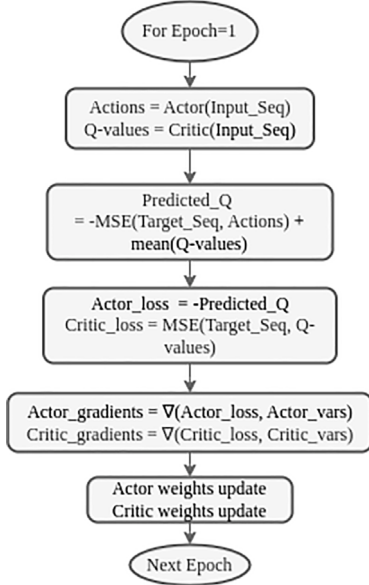 For Epoch=1
Actions = Actor(Input_Seq)
Q-values = Critic(Input_Seq)
Predicted_Q
= -MSE(Target_Seq, Actions) +
mean(Q-values)
Actor_loss = -Predicted_Q
Critic_loss = MSE(Target_Seq, Q-
values)
Actor_gradients = ∇(Actor_loss, Actor_vars)
Critic_gradients = ∇(Critic_loss, Critic_vars)
Actor weights update
Critic weights update
Next Epoch